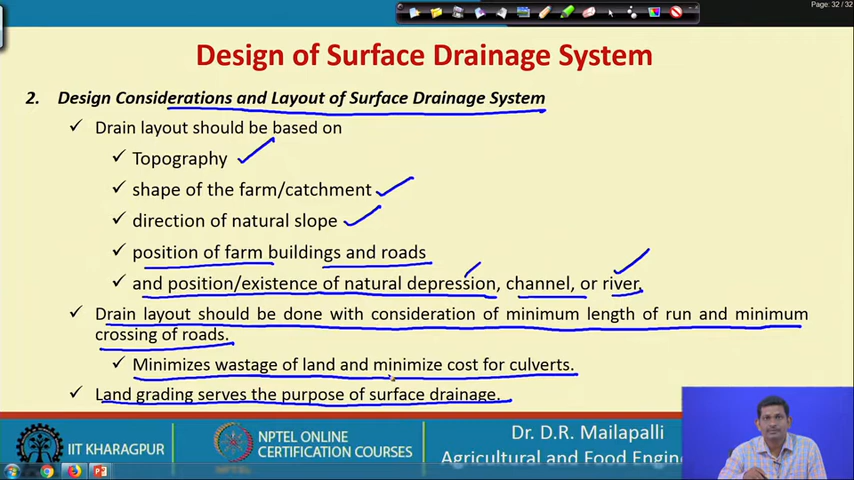 Page: 32 / 32
Design of Surface Drainage System
2. Design Considerations and Layout of Surface Drainage System
Drain layout should be based on
Topography
shape of the farm/catchment
direction of natural slope
position of farm buildings and roads
and position/existence of natural depression, channel, or river.
Drain layout should be done with consideration of minimum length of run and minimum
crossing of roads.
Minimizes wastage of land and minimize cost for culverts.
Land grading serves the purpose of surface drainage.
IIT KHARAGPUR
NPTEL ONLINE
CERTIFICATION COURSES
Dr. D.R. Mailapalli
Agricultural and Food Engine